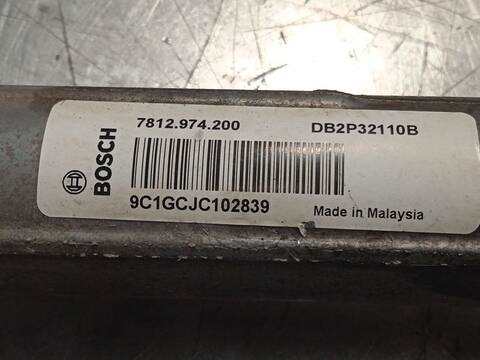 7812.974.200 DB2P32110B
BOSCH
9C1GCJC102839 Made in Malaysia